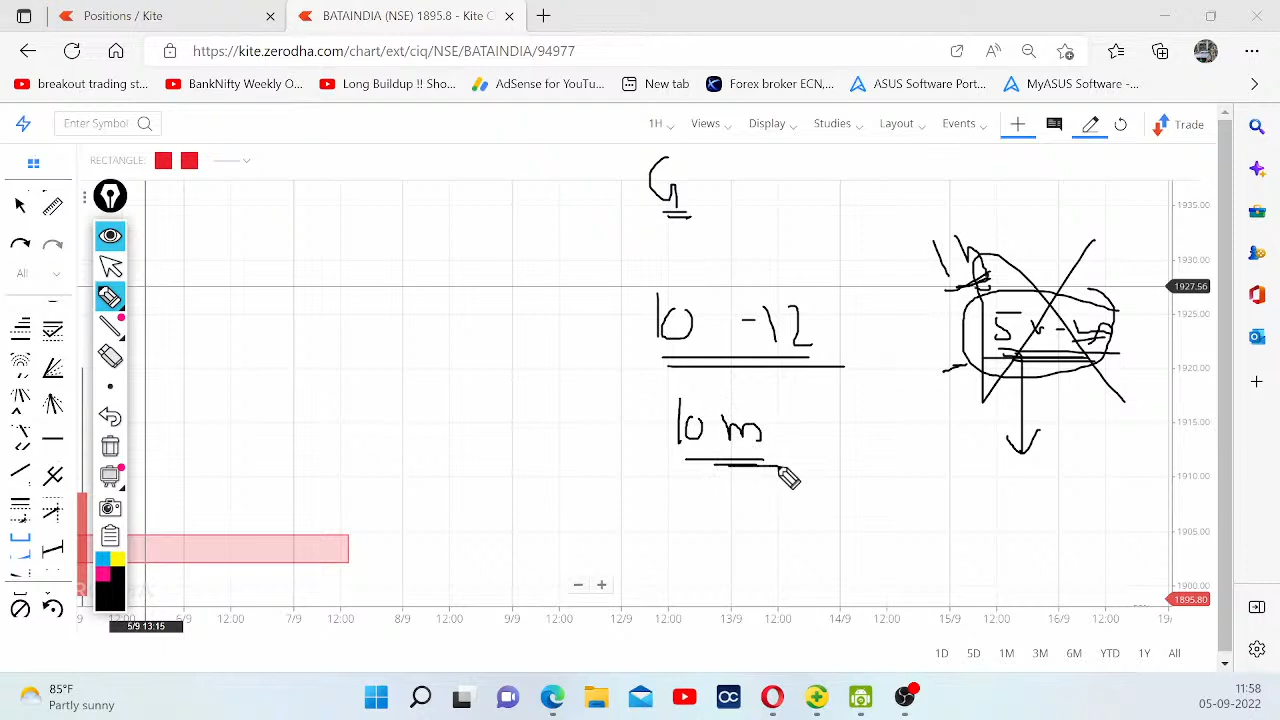 Positions / Kite
BATAINDIA (NSE) 1895.8 - Kite C
https://kite.zerodha.com/chart/ext/ciq/NSE/BATAINDIA/94977
breakout trading st...
BankNifty Weekly O...
Long Buildup !! Sho...
AdSense for YouTu...
New tab
Forex broker ECN,...
ASUS Software Port...
MyASUS Software -...
Enter Symbol
1H
Views
Display
Studies
Layout
Events
Trade
RECTANGLE:
All
10 -12
10 m
1935.00
1930.00
1927.56
1925.00
1920.00
1915.00
1910.00
1905.00
1900.00
1895.80
12:00 6/9 12:00 7/9 12:00 8/9 12:00 9/9 12:00 13/9 12:00 14/9 12:00 15/9 12:00 16/9 12:00 19/
5/9 13:15
1D 5D 1M 3M 6M YTD 1Y All
85°F
Partly sunny
11:58
05-09-2022